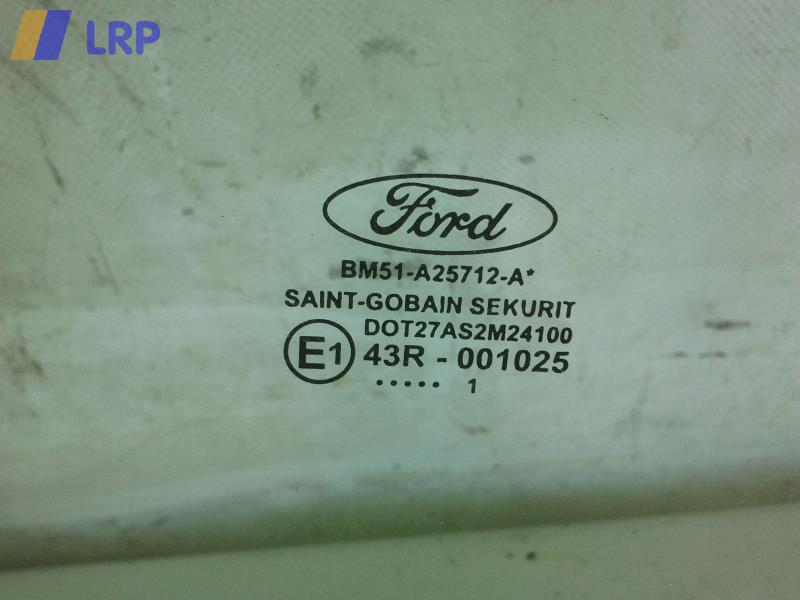 LRP
Ford
BM51-A25712-A*
SAINT-GOBAIN SEKURIT
DOT27AS2M24100
E1 43R - 001025
..... 1